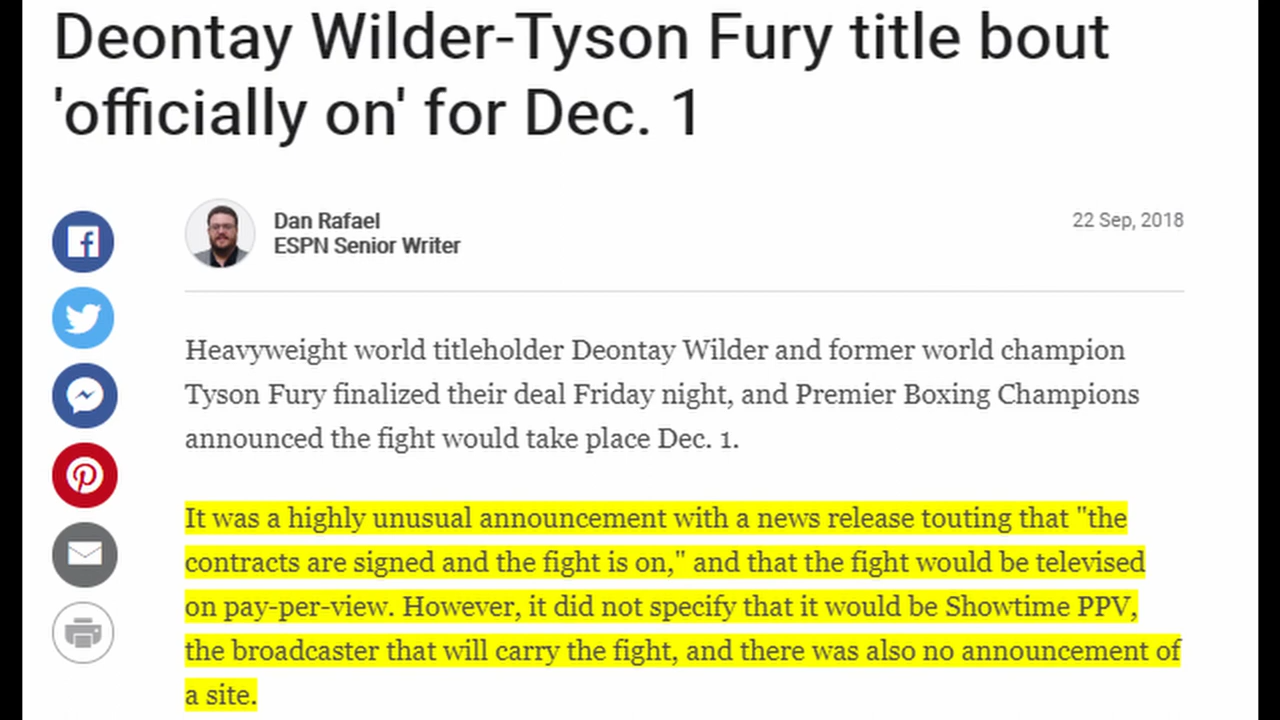 Deontay Wilder-Tyson Fury title bout
'officially on' for Dec. 1
Dan Rafael
ESPN Senior Writer
22 Sep, 2018
Heavyweight world titleholder Deontay Wilder and former world champion
Tyson Fury finalized their deal Friday night, and Premier Boxing Champions
announced the fight would take place Dec. 1.
It was a highly unusual announcement with a news release touting that "the
contracts are signed and the fight is on," and that the fight would be televised
on pay-per-view. However, it did not specify that it would be Showtime PPV,
the broadcaster that will carry the fight, and there was also no announcement of
a site.